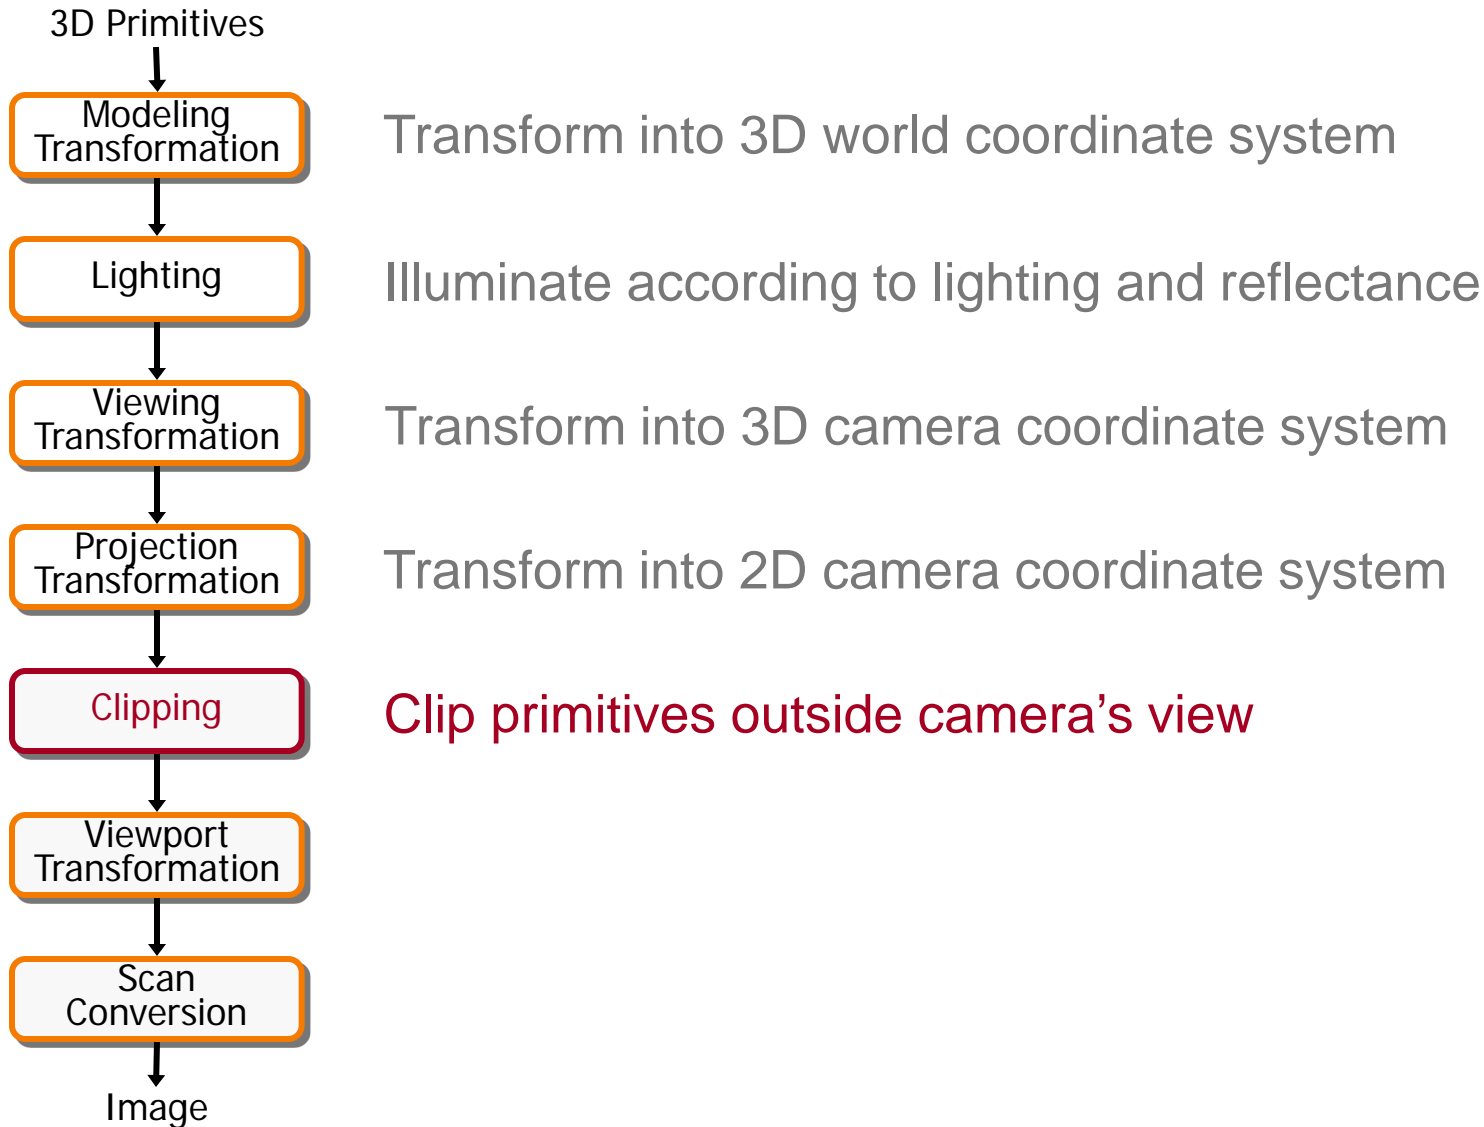 3D Primitives
Modeling
Transformation
Transform into 3D world coordinate system
Lighting
Illuminate according to lighting and reflectance
Viewing
Transformation
Transform into 3D camera coordinate system
Projection
Transformation
Transform into 2D camera coordinate system
Clipping
Clip primitives outside camera’s view
Viewport
Transformation
Scan
Conversion
Image